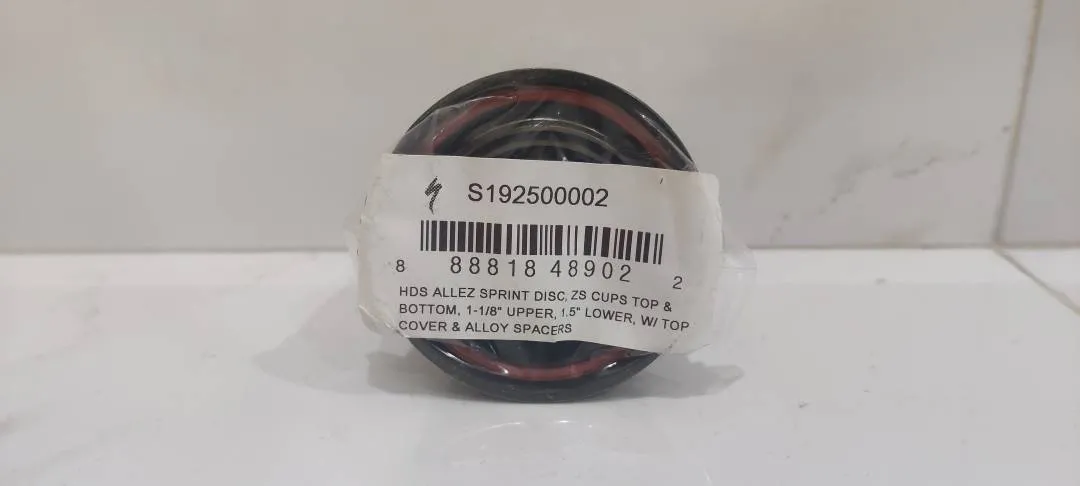 S192500002
8 88818 48902 2
HDS ALLEZ SPRINT DISC, ZS CUPS TOP &
BOTTOM, 1-1/8" UPPER, 1.5" LOWER, W/ TOP
COVER & ALLOY SPACERS